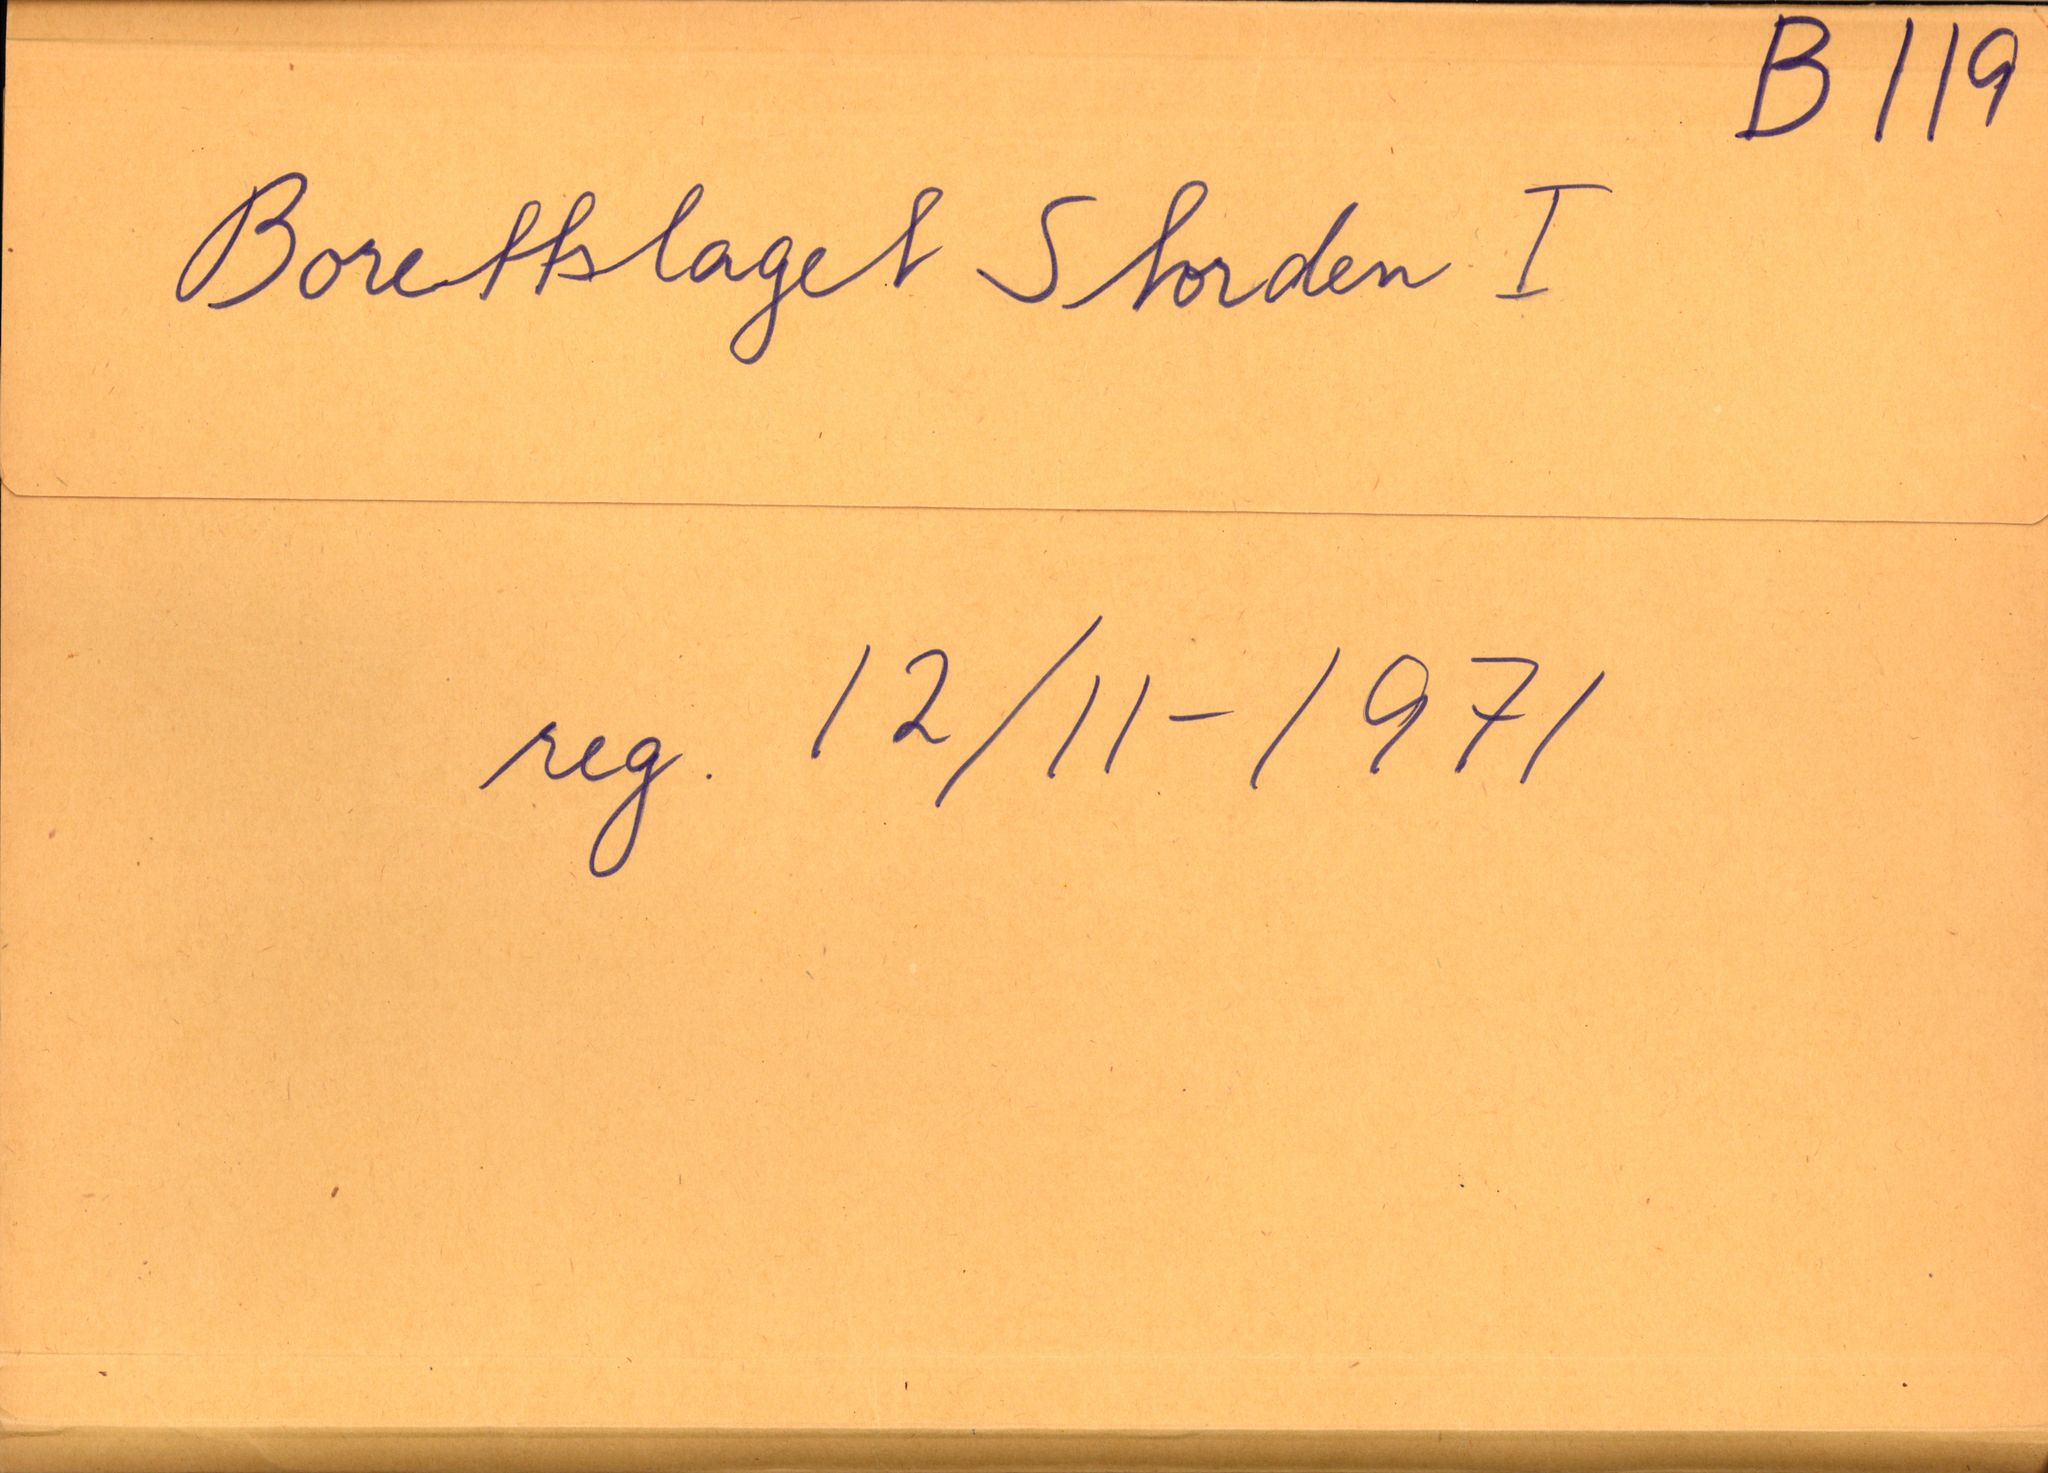 B 119
Borettslaget Storden I
reg. 12/11-1971